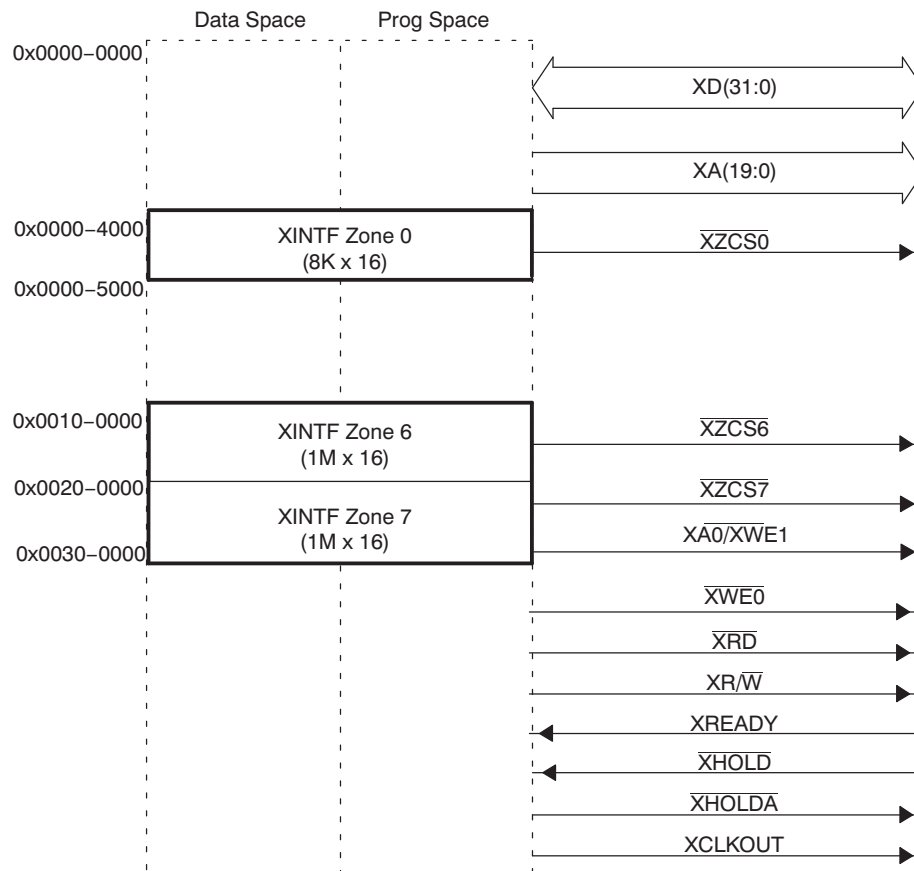 Data Space Prog Space
0x0000−0000
XD(31:0)
XA(19:0)
0x0000−4000
XINTF Zone 0
(8K x 16)
XZCS0
0x0000−5000
0x0010−0000
XINTF Zone 6
(1M x 16)
XZCS6
0x0020−0000
XZCS7
XINTF Zone 7
(1M x 16)
XA0/XWE1
0x0030−0000
XWE0
XRD
XR/W
XREADY
XHOLD
XHOLDA
XCLKOUT